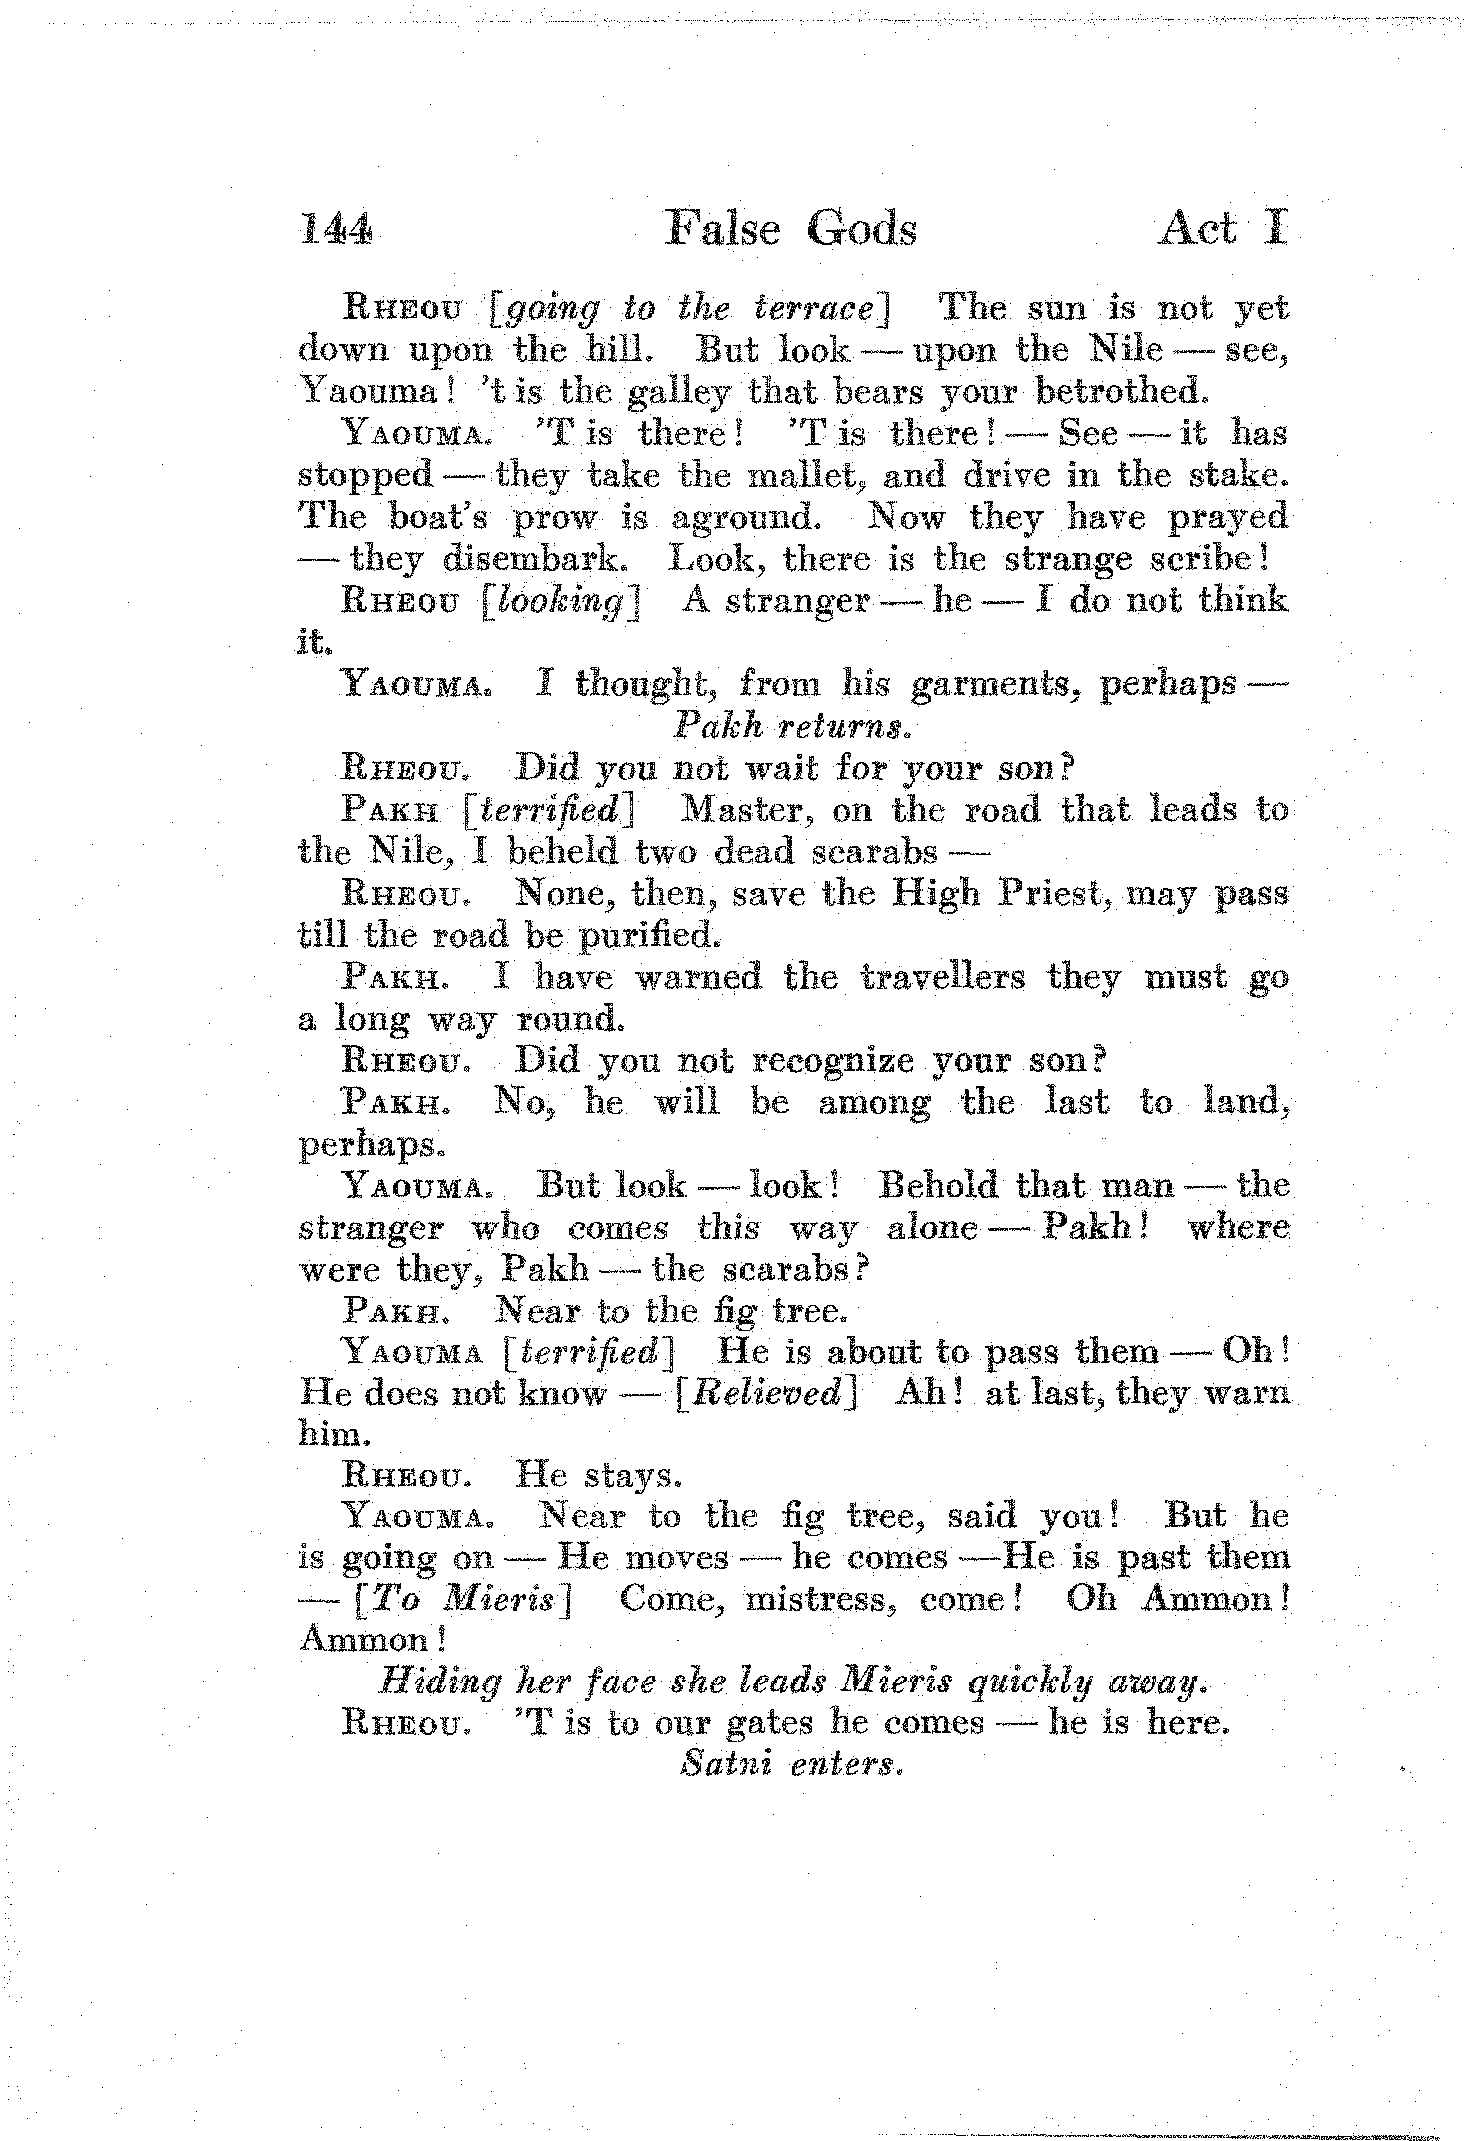 144 False Gods Act I
RHEOU [going to the terrace] The sun is not yet
down upon the hill. But look — upon the Nile — see,
Yaouma! 't is the galley that bears your betrothed.
YAOUMA. 'T is there! 'T is there! — See — it has
stopped — they take the mallet, and drive in the stake.
The boat's prow is aground. Now they have prayed
— they disembark. Look, there is the strange scribe!
RHEOU [looking] A stranger — he — I do not think
it.
YAOUMA. I thought, from his garments, perhaps —
Pakh returns.
RHEOU. Did you not wait for your son?
PAKH [terrified] Master, on the road that leads to
the Nile, I beheld two dead scarabs —
RHEOU. None, then, save the High Priest, may pass
till the road be purified.
PAKH. I have warned the travellers they must go
a long way round.
RHEOU. Did you not recognize your son?
PAKH. No, he will be among the last to land,
perhaps.
YAOUMA. But look — look! Behold that man — the
stranger who comes this way alone — Pakh! where
were they, Pakh — the scarabs?
PAKH. Near to the fig tree.
YAOUMA [terrified] He is about to pass them — Oh!
He does not know — [Relieved] Ah! at last, they warn
him.
RHEOU. He stays.
YAOUMA. Near to the fig tree, said you! But he
is going on — He moves — he comes —He is past them
— [To Mieris] Come, mistress, come! Oh Ammon!
Ammon!
Hiding her face she leads Mieris quickly away.
RHEOU. 'T is to our gates he comes — he is here.
Satni enters.